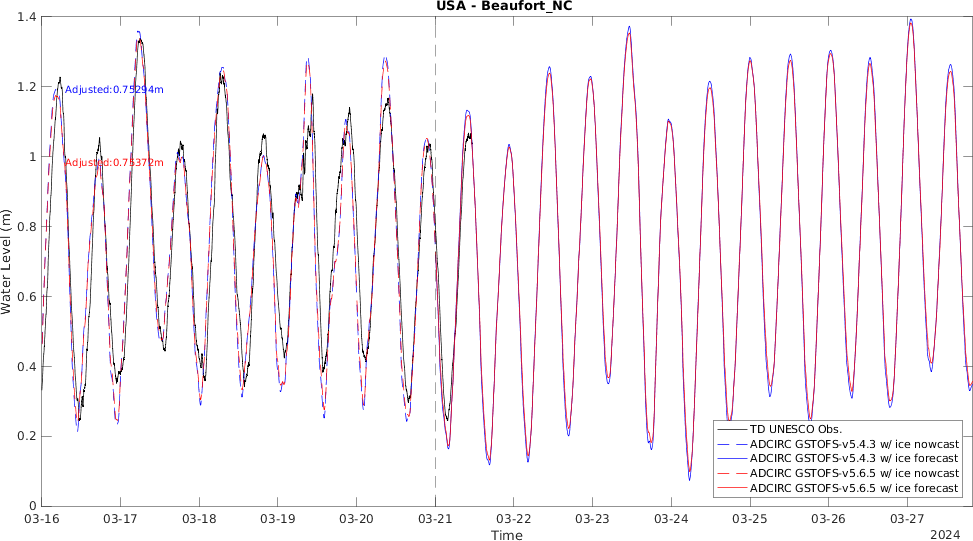 USA - Beaufort_NC
Water Level (m)
1.4
1.2
1
0.8
0.6
0.4
0.2
0
Adjusted:0.75294m
Adjusted:0.75372m
TD UNESCO Obs.
ADCIRC GSTOFS-v5.4.3 w/ ice nowcast
ADCIRC GSTOFS-v5.4.3 w/ ice forecast
ADCIRC GSTOFS-v5.6.5 w/ ice nowcast
ADCIRC GSTOFS-v5.6.5 w/ ice forecast
03-16 03-17 03-18 03-19 03-20 03-21 03-22 03-23 03-24 03-25 03-26 03-27
Time
2024